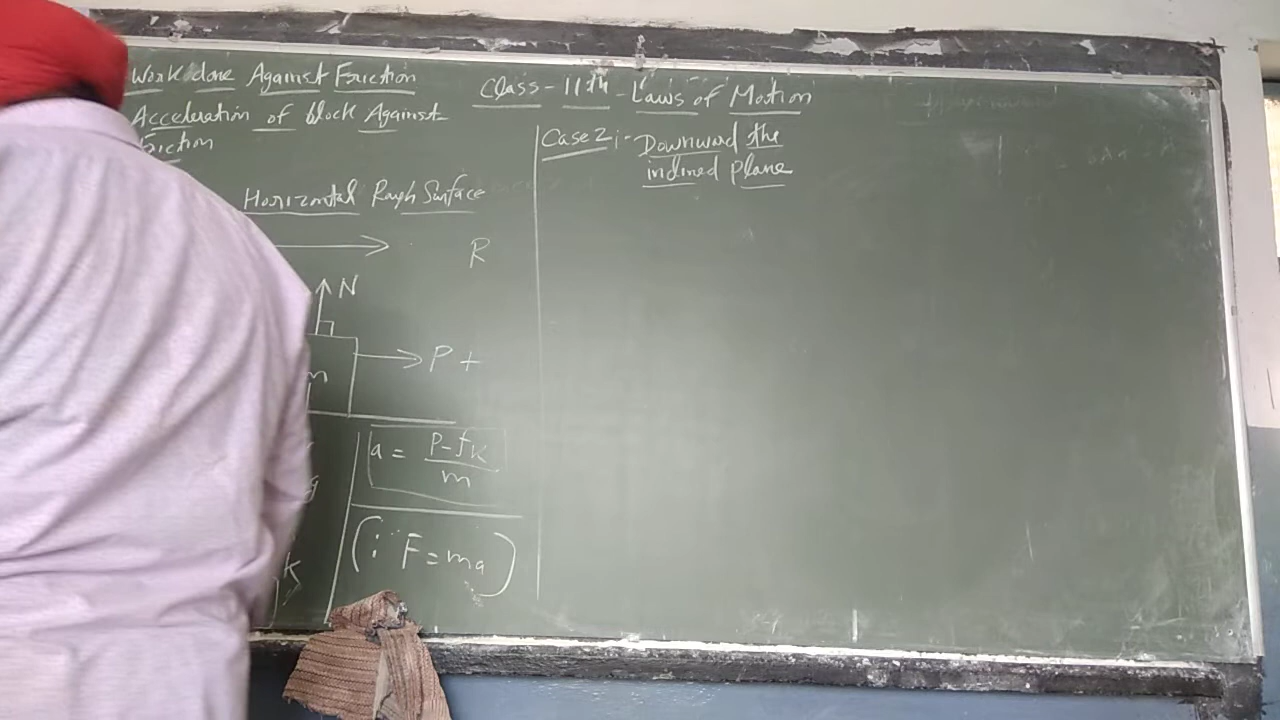 Work done Against Friction
Acceleration of block Against
Friction
Class - 11th - Laws of Motion
Horizontal Rough Surface
R
N
m
P +
a = P - fk / m
(∵ F = ma)
k
Case 2 :- Downward the
inclined plane